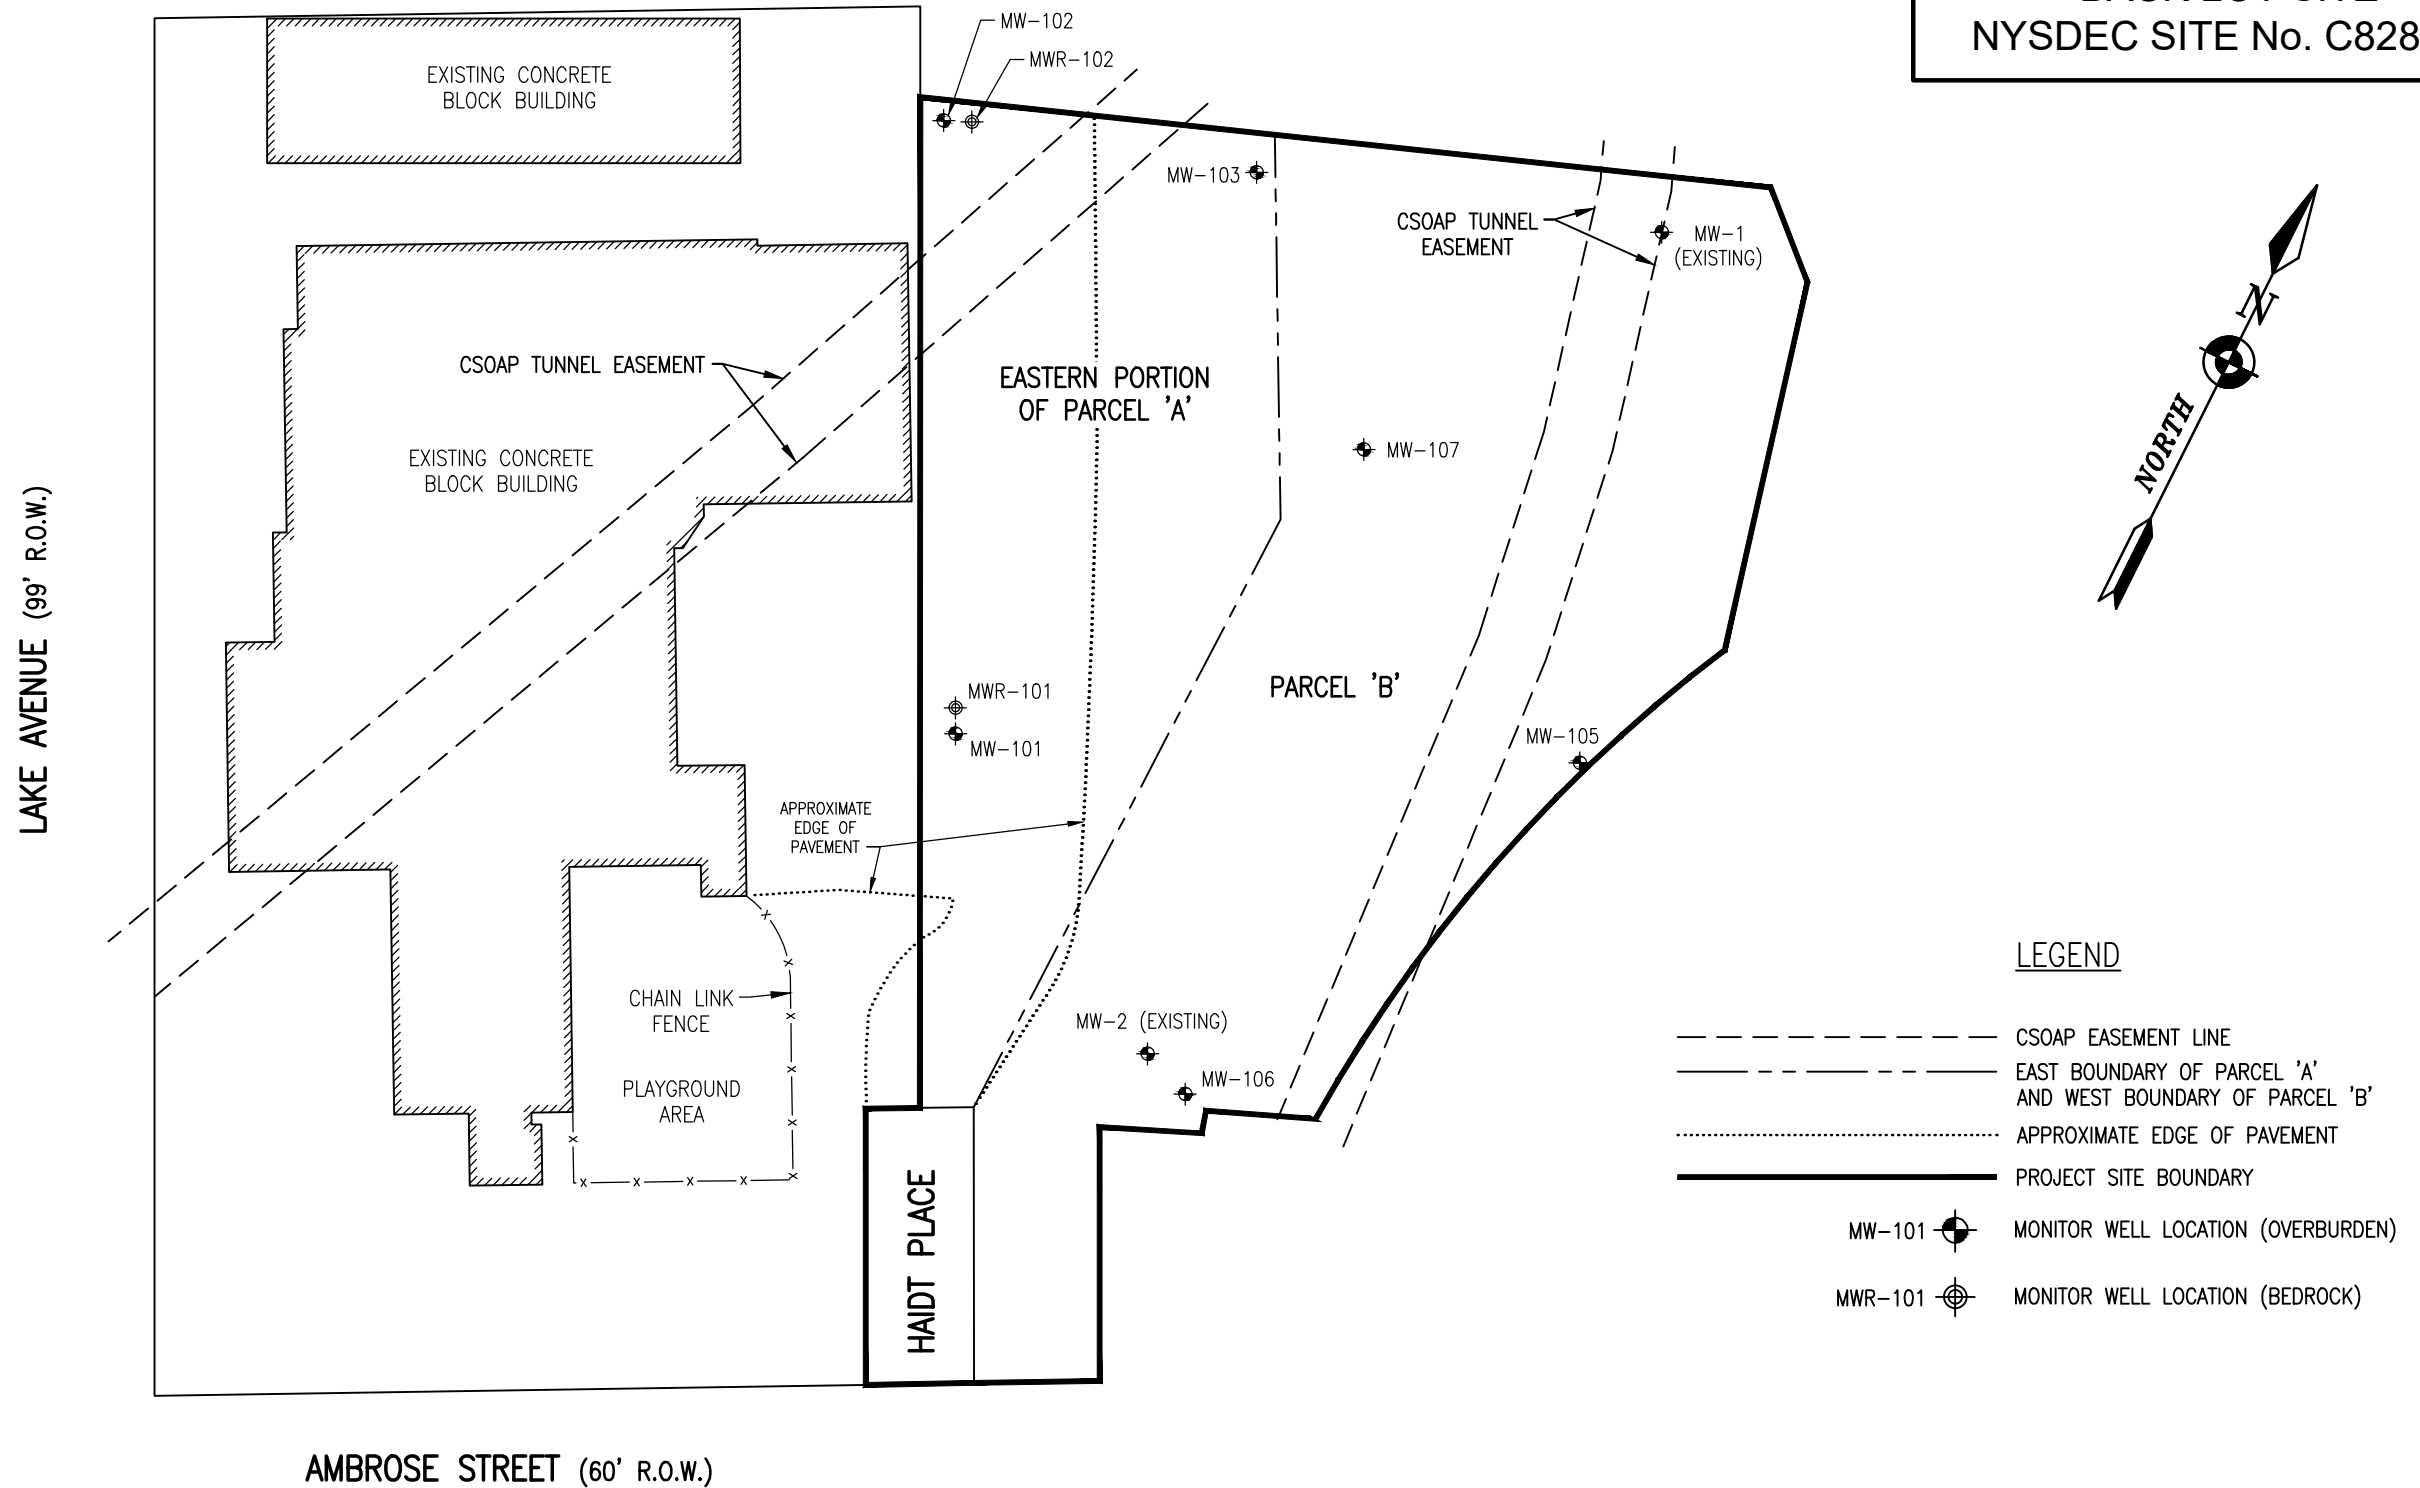 NYSDEC SITE No. C828
MW-102
MWR-102
EXISTING CONCRETE
BLOCK BUILDING
MW-103
CSOAP TUNNEL
EASEMENT
MW-1
(EXISTING)
N
NORTH
CSOAP TUNNEL EASEMENT
EASTERN PORTION
OF PARCEL 'A'
EXISTING CONCRETE
BLOCK BUILDING
MW-107
LAKE AVENUE (99' R.O.W.)
PARCEL 'B'
MWR-101
MW-101
MW-105
APPROXIMATE
EDGE OF
PAVEMENT
CHAIN LINK
FENCE
MW-2 (EXISTING)
MW-106
PLAYGROUND
AREA
HAIDT PLACE
LEGEND
CSOAP EASEMENT LINE
EAST BOUNDARY OF PARCEL 'A'
AND WEST BOUNDARY OF PARCEL 'B'
APPROXIMATE EDGE OF PAVEMENT
PROJECT SITE BOUNDARY
MW-101 MONITOR WELL LOCATION (OVERBURDEN)
MWR-101 MONITOR WELL LOCATION (BEDROCK)
AMBROSE STREET (60' R.O.W.)